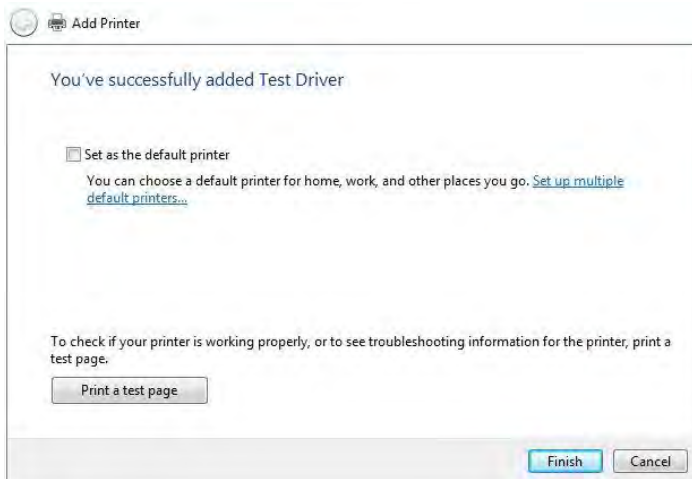 Add Printer
You've successfully added Test Driver
Set as the default printer
You can choose a default printer for home, work, and other places you go. Set up multiple
default printers...
To check if your printer is working properly, or to see troubleshooting information for the printer, print a
test page.
Print a test page
Finish
Cancel